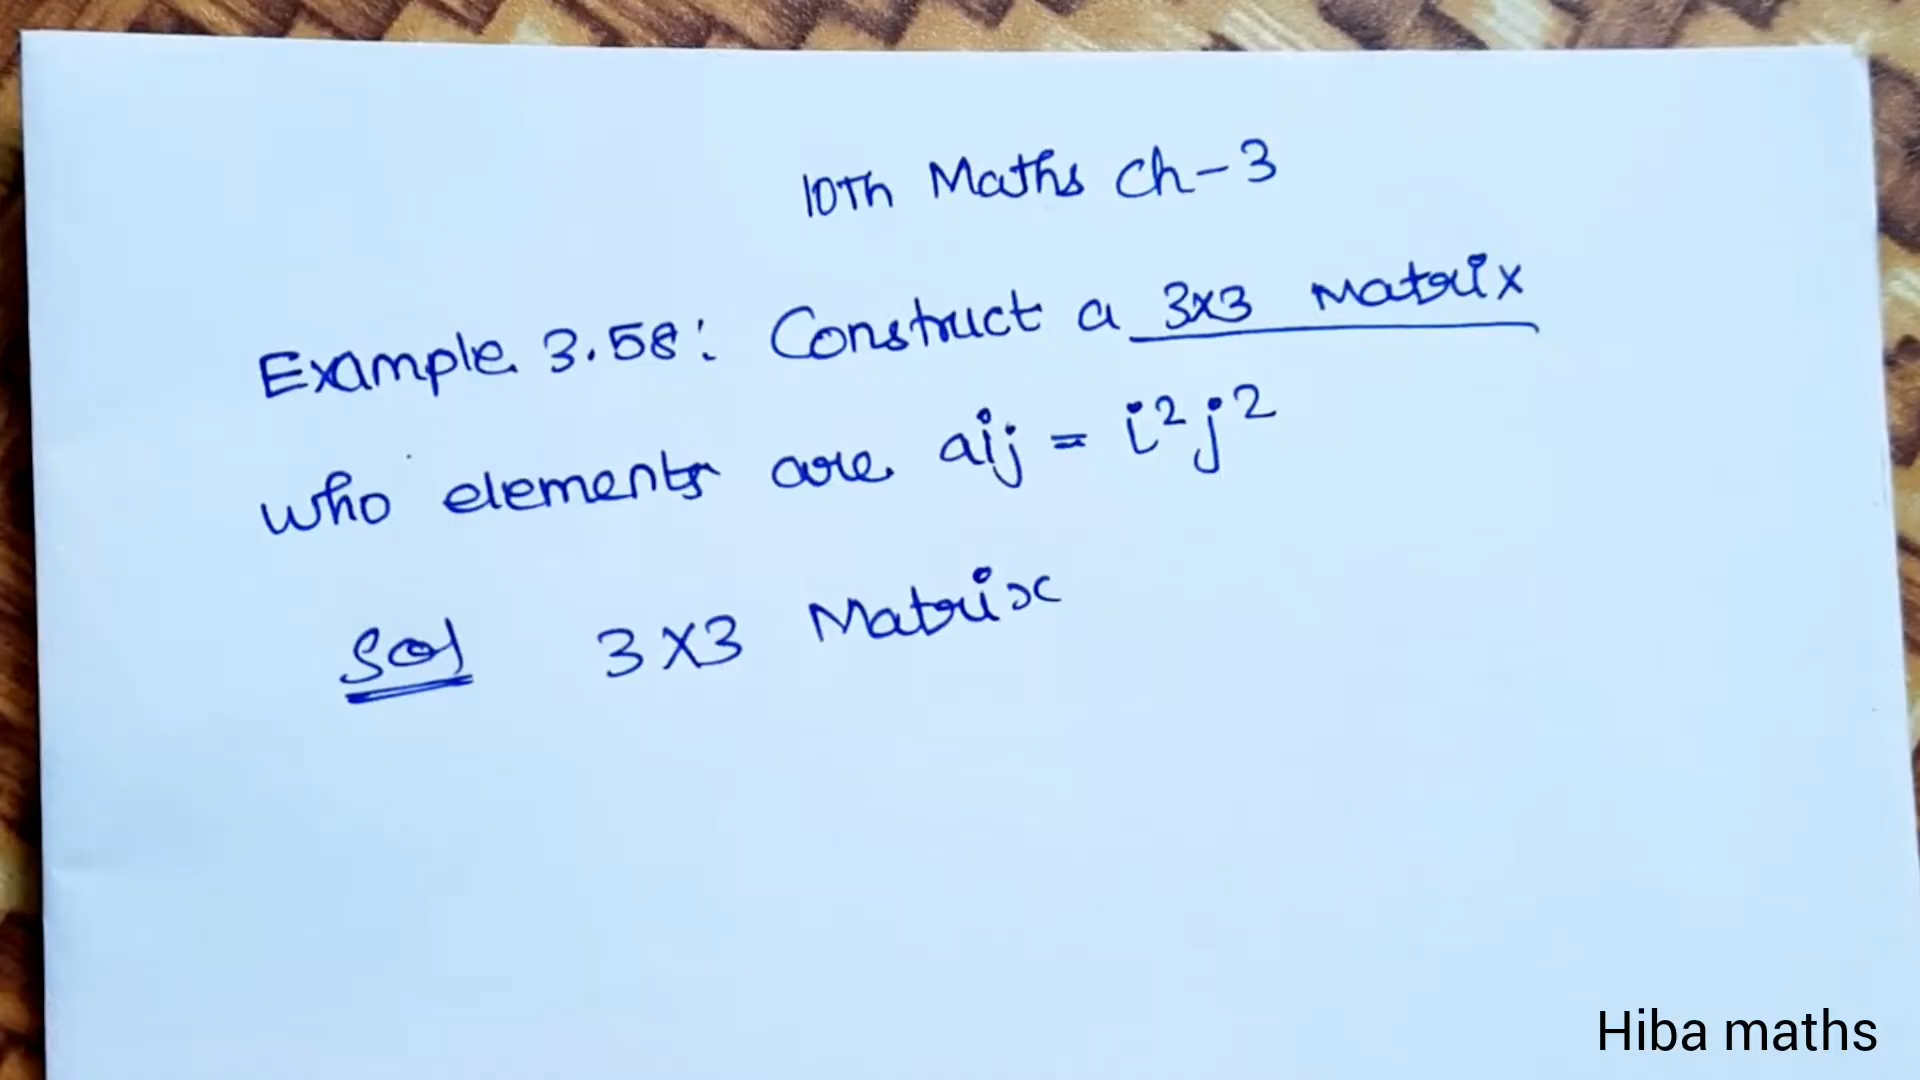 10Th Maths Ch-3
Example 3.58: Construct a 3x3 Matrix
who elements are aij = i²j²
Sol 3X3 Matrix
Hiba maths